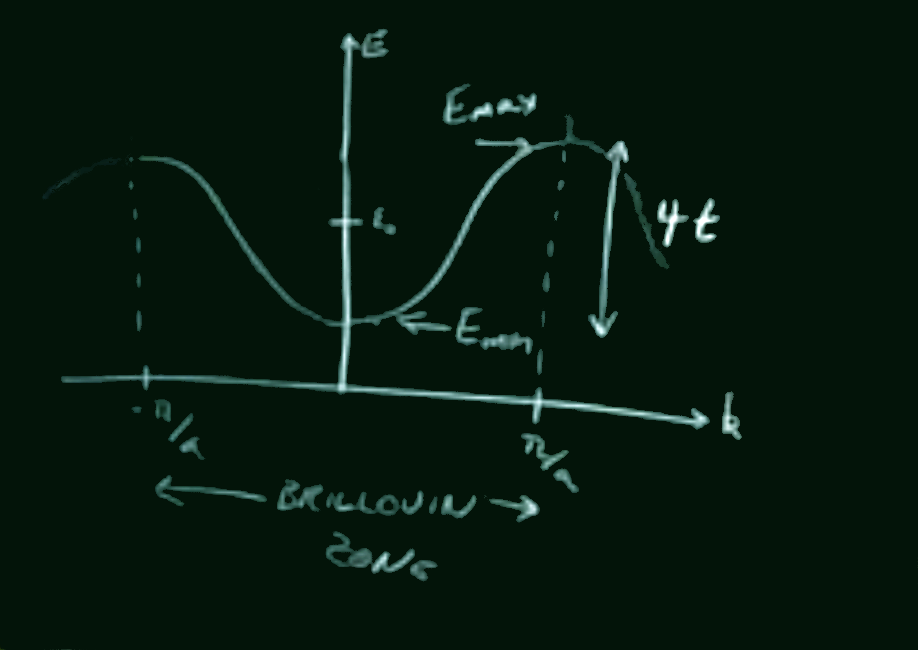 E
Emax
E₀
4t
Emin
k
-π/a
π/a
BRILLOUIN
ZONE